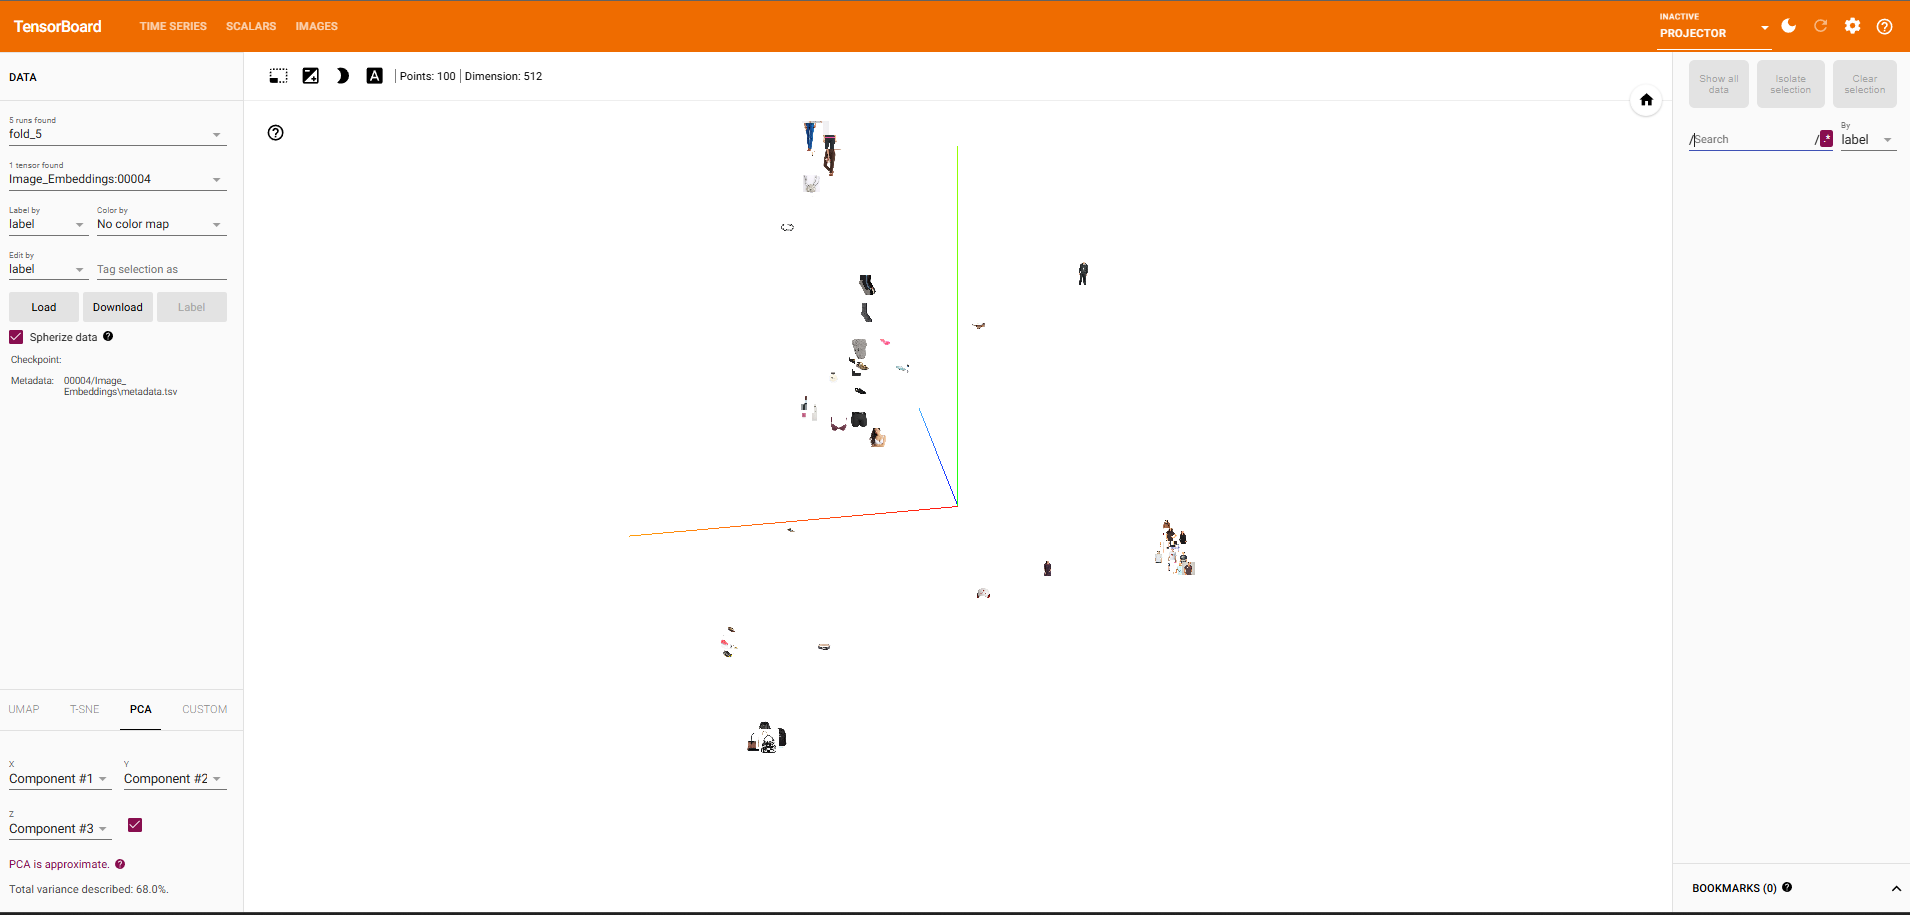 TensorBoard
TIME SERIES
SCALARS
IMAGES
INACTIVE
PROJECTOR
DATA
5 runs found
fold_5
1 tensor found
Image_Embeddings:00004
Label by
label
Color by
No color map
Edit by
label
Tag selection as
Load
Download
Label
Spherize data
Checkpoint:
Metadata:
00004/Image_
Embeddings\metadata.tsv
UMAP
T-SNE
PCA
CUSTOM
X
Component #1
Y
Component #2
Z
Component #3
PCA is approximate.
Total variance described: 68.0%.
A
Points: 100
Dimension: 512
Show all
data
Isolate
selection
Clear
selection
/Search
/
.*
By
label
BOOKMARKS (0)